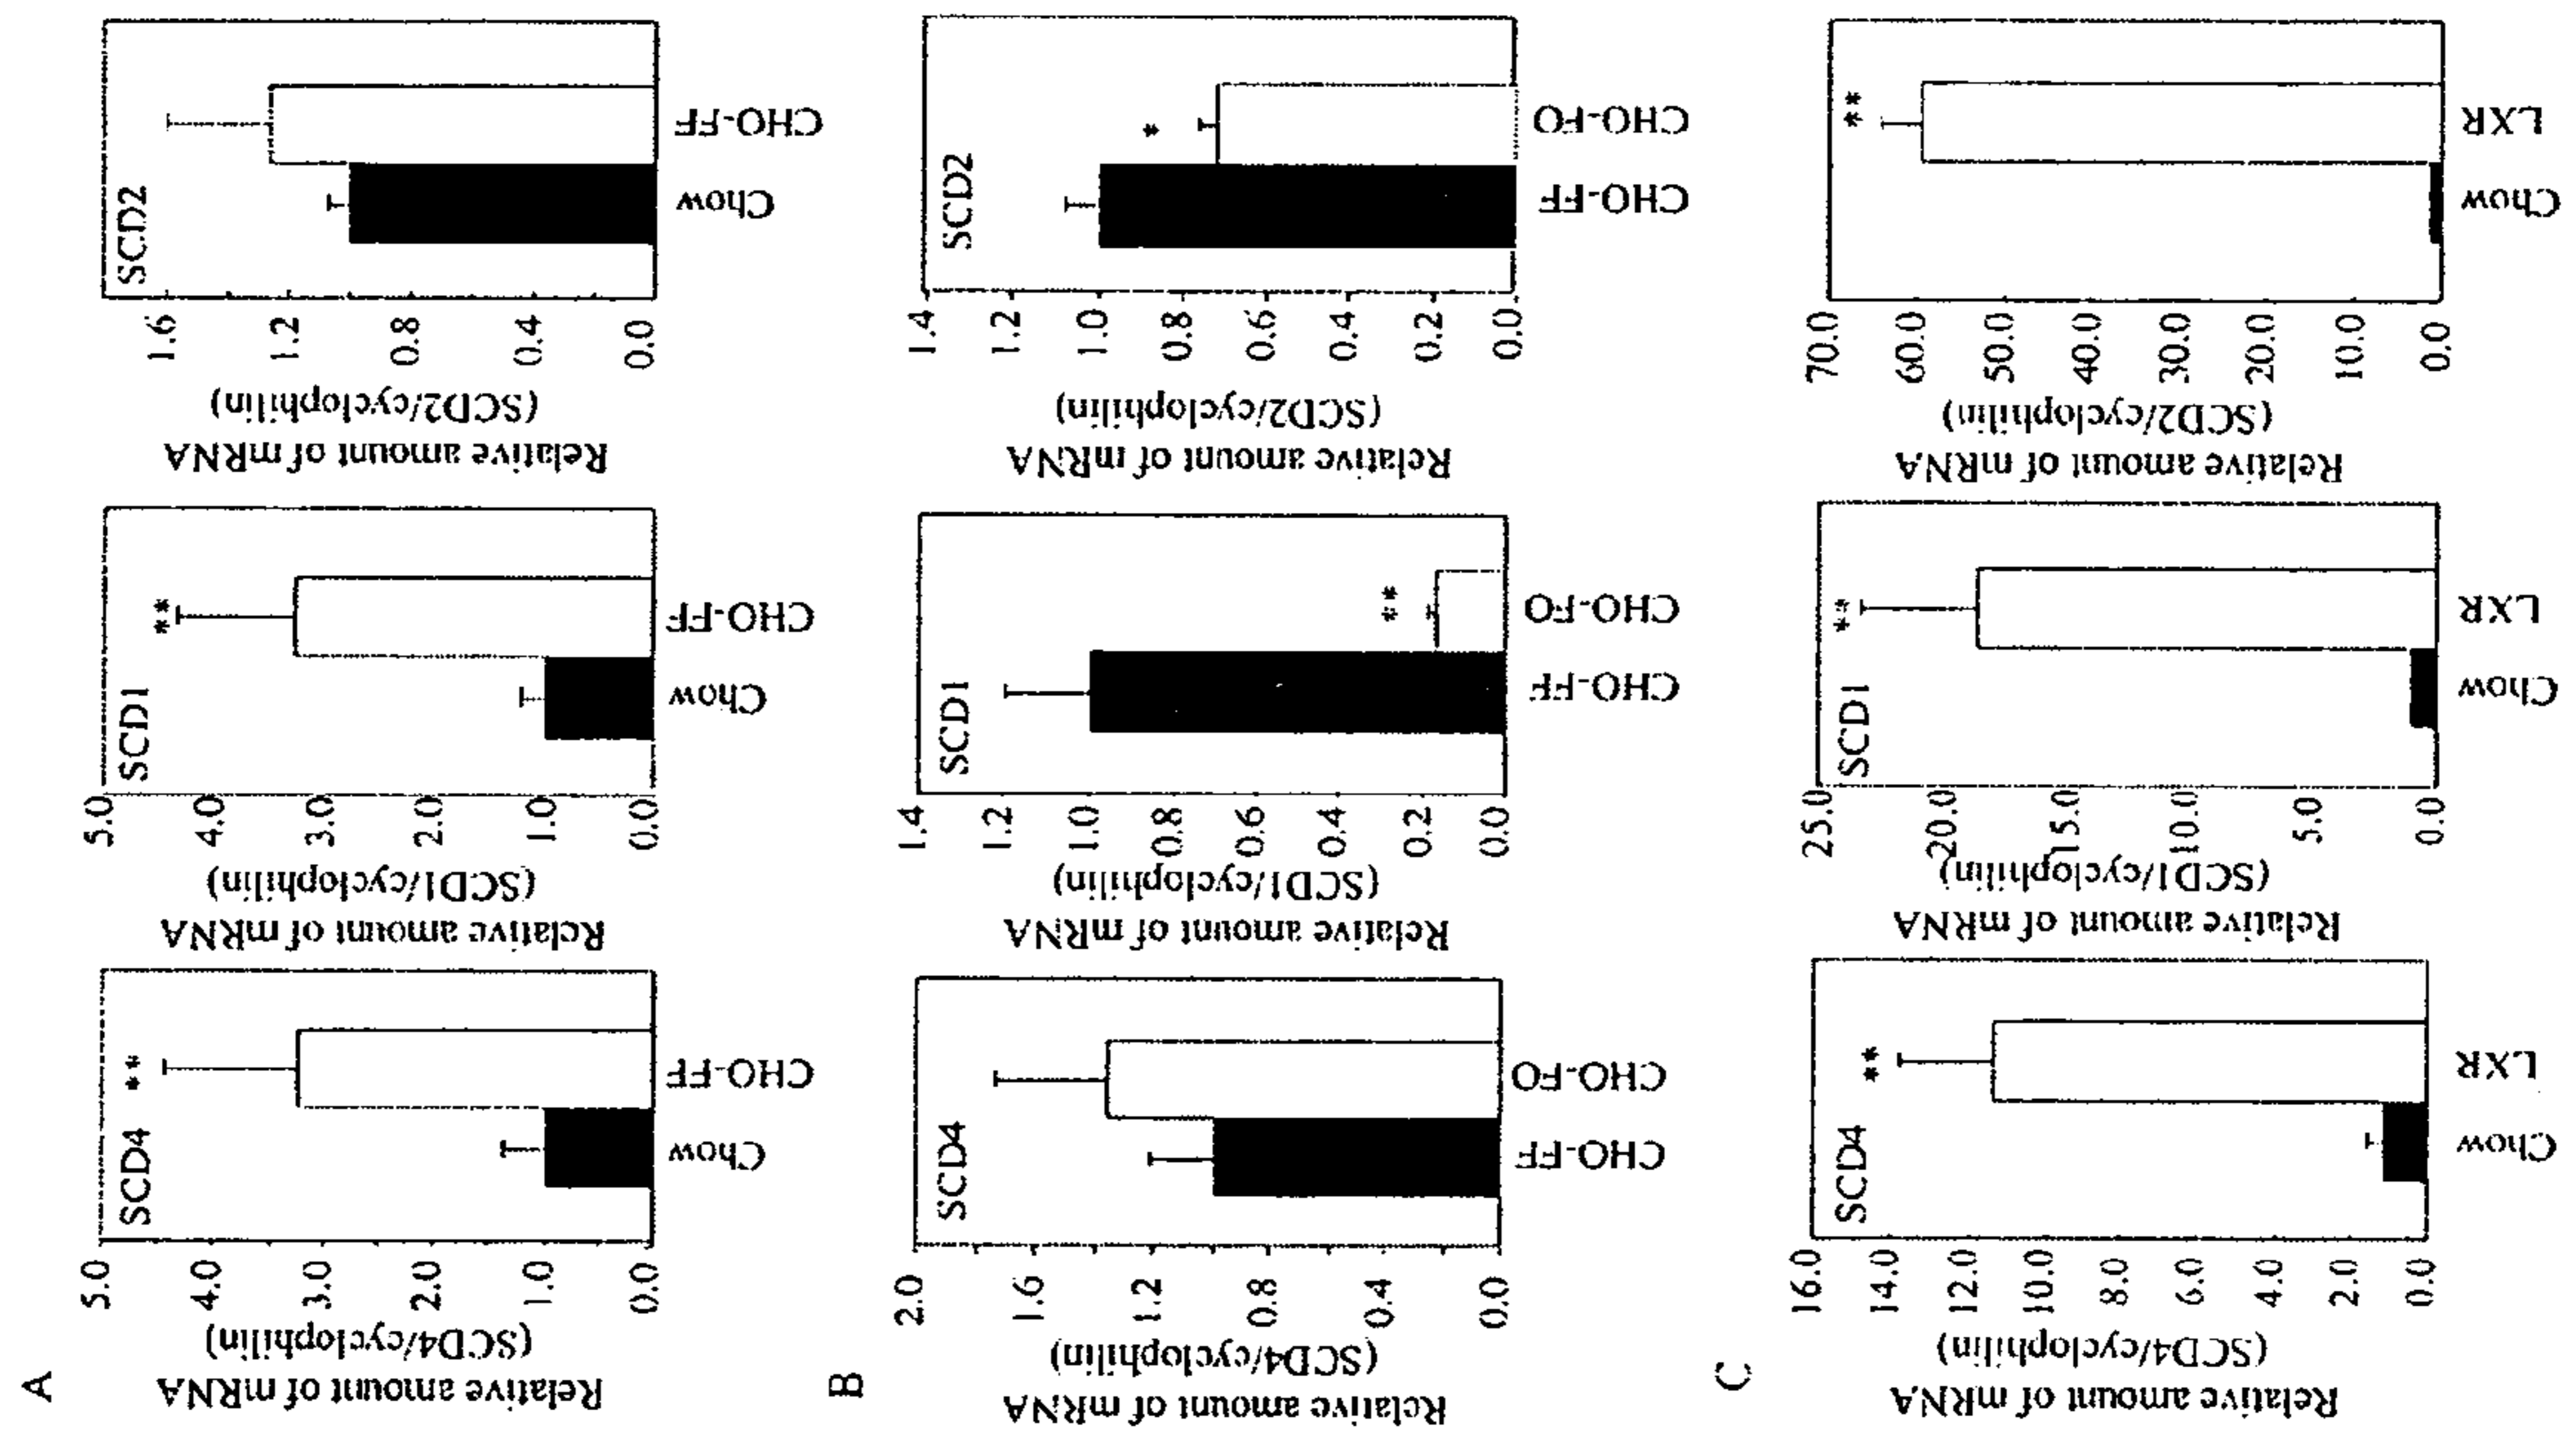 A
Relative amount of mRNA
(SCD4/cyclophilin)
5.0
4.0
3.0
2.0
1.0
0.0
SCD4
**
Chow
CHO-FF
Relative amount of mRNA
(SCD1/cyclophilin)
5.0
4.0
3.0
2.0
1.0
0.0
SCD1
**
Chow
CHO-FF
Relative amount of mRNA
(SCD2/cyclophilin)
1.6
1.2
0.8
0.4
0.0
SCD2
Chow
CHO-FF
B
Relative amount of mRNA
(SCD4/cyclophilin)
2.0
1.6
1.2
0.8
0.4
0.0
SCD4
CHO-FF
CHO-FO
Relative amount of mRNA
(SCD1/cyclophilin)
1.4
1.2
1.0
0.8
0.6
0.4
0.2
0.0
SCD1
**
CHO-FF
CHO-FO
Relative amount of mRNA
(SCD2/cyclophilin)
1.4
1.2
1.0
0.8
0.6
0.4
0.2
0.0
SCD2
*
CHO-FF
CHO-FO
C
Relative amount of mRNA
(SCD4/cyclophilin)
16.0
14.0
12.0
10.0
8.0
6.0
4.0
2.0
0.0
SCD4
**
Chow
LXR
Relative amount of mRNA
(SCD1/cyclophilin)
25.0
20.0
15.0
10.0
5.0
0.0
SCD1
**
Chow
LXR
Relative amount of mRNA
(SCD2/cyclophilin)
70.0
60.0
50.0
40.0
30.0
20.0
10.0
0.0
**
Chow
LXR